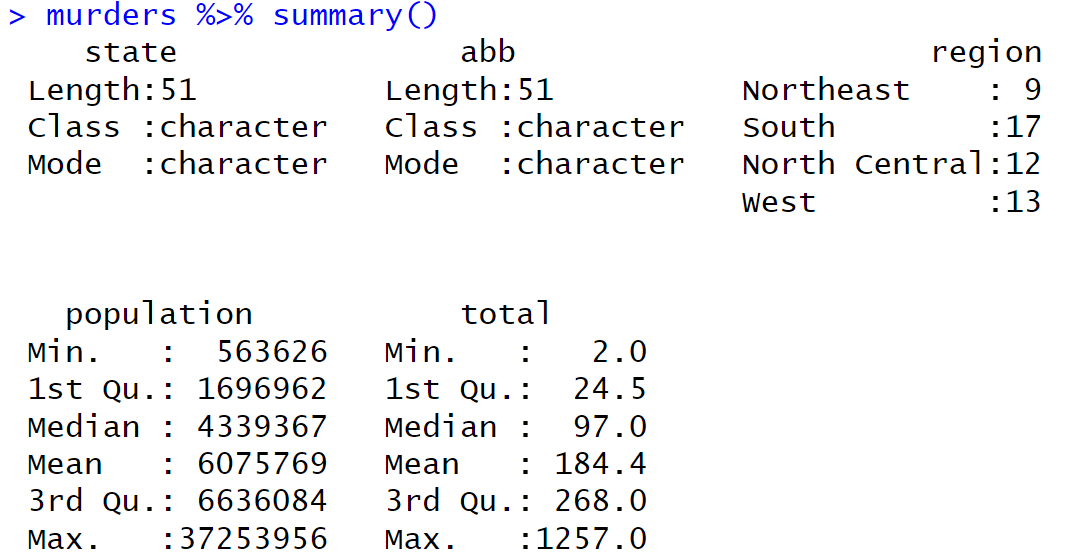 > murders %>% summary()
    state               abb                      region
 Length:51          Length:51          Northeast    : 9
 Class :character   Class :character   South        :17
 Mode  :character   Mode  :character   North Central:12
                                       West         :13
   population           total
 Min.   :  563626   Min.   :   2.0
 1st Qu.: 1696962   1st Qu.:  24.5
 Median : 4339367   Median :  97.0
 Mean   : 6075769   Mean   : 184.4
 3rd Qu.: 6636084   3rd Qu.: 268.0
 Max.   :37253956   Max.   :1257.0